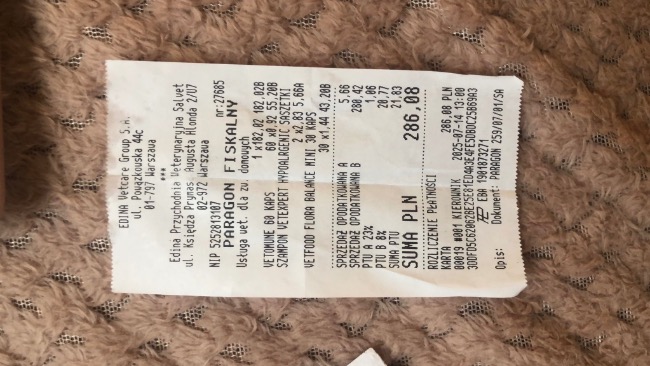 EDINA Vetcare Group S.A.
ul. Powązkowska 44c
01-797 Warszawa
***
Edina Przychodnia Weterynaryjna Salvet
ul. Księdza Prymas. Augusta Hlonda 2/U7
02-972 Warszawa
NIP 5252813107 nr:27685
PARAGON FISKALNY
Usługa wet. dla zw. domowych
1 x182,02 182,02B
VETOMUNE 60 KAPS 60 x0.92 55,20B
SZAMPON VETEXPERT HYPOALAGENIC SASZETKI
2 x2,83 5,66A
VETFOOD FLORA BALANCE MINI 30 KAPS
30 x1.44 43,20B
SPRZEDAŻ OPODATKOWANA A 5,66
SPRZEDAŻ OPODATKOWANA B 280,42
PTU A 23% 1,06
PTU B 8% 20,77
SUMA PTU 21,83
SUMA PLN 286,08
ROZLICZENIE PŁATNOŚCI
KARTA 286,08 PLN
00019 #001 KIEROWNIK 2025-07-14 13:00
EBA 1901873271
Dokument: PARAGON 259/07/01/SA
Opis: